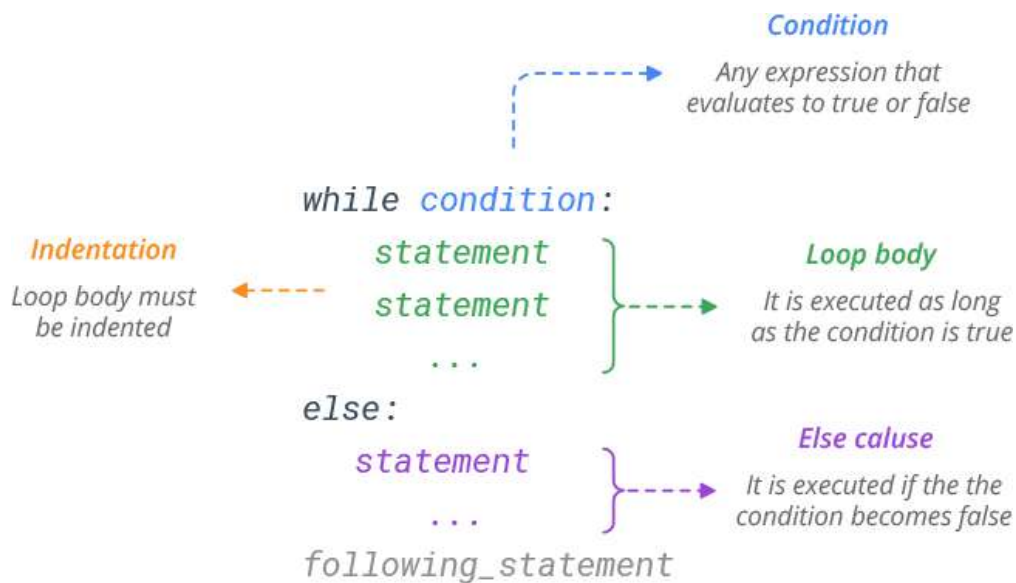 Condition
Any expression that
evaluates to true or false
while condition:
Indentation
Loop body must
be indented
statement
statement
...
Loop body
It is executed as long
as the condition is true
else:
statement
...
Else caluse
It is executed if the the
condition becomes false
following_statement